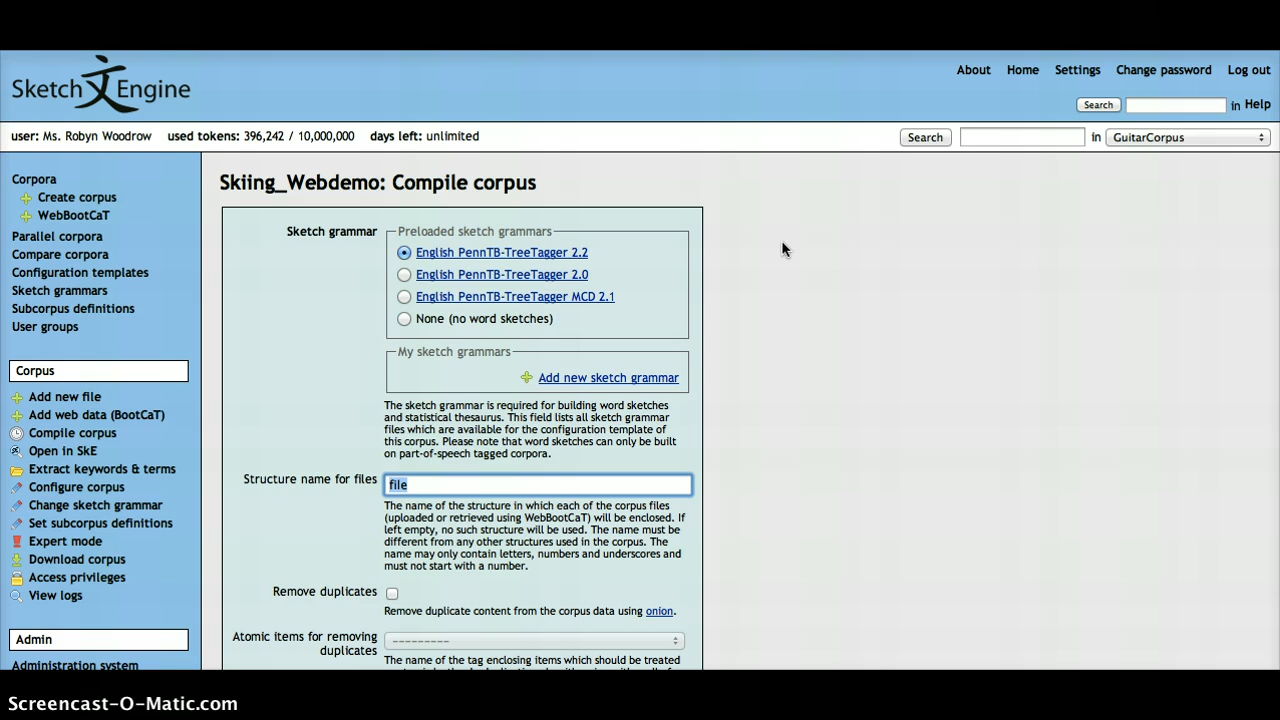 Sketch 文 Engine
About Home Settings Change password Log out
Search in Help
user: Ms. Robyn Woodrow used tokens: 396,242 / 10,000,000 days left: unlimited
Search in GuitarCorpus
Corpora
Create corpus
WebBootCaT
Parallel corpora
Compare corpora
Configuration templates
Sketch grammars
Subcorpus definitions
User groups
Corpus
Add new file
Add web data (BootCaT)
Compile corpus
Open in SkE
Extract keywords & terms
Configure corpus
Change sketch grammar
Set subcorpus definitions
Expert mode
Download corpus
Access privileges
View logs
Admin
Administration system
Skiing_Webdemo: Compile corpus
Sketch grammar
Preloaded sketch grammars
English PennTB-TreeTagger 2.2
English PennTB-TreeTagger 2.0
English PennTB-TreeTagger MCD 2.1
None (no word sketches)
My sketch grammars
Add new sketch grammar
The sketch grammar is required for building word sketches
and statistical thesaurus. This field lists all sketch grammar
files which are available for the configuration template of
this corpus. Please note that word sketches can only be built
on part-of-speech tagged corpora.
Structure name for files
file
The name of the structure in which each of the corpus files
(uploaded or retrieved using WebBootCaT) will be enclosed. If
left empty, no such structure will be used. The name must be
different from any other structures used in the corpus. The
name may only contain letters, numbers and underscores and
must not start with a number.
Remove duplicates
Remove duplicate content from the corpus data using onion.
Atomic items for removing
duplicates
---------
The name of the tag enclosing items which should be treated
Screencast-O-Matic.com